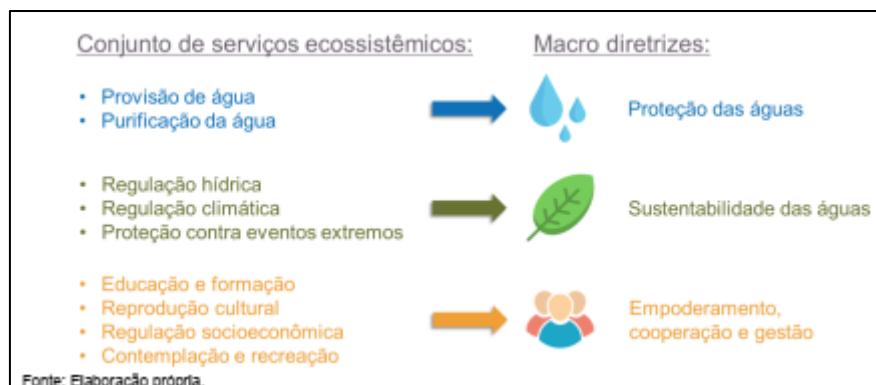 Conjunto de serviços ecossistêmicos:
Macro diretrizes:
• Provisão de água
• Purificação da água
Proteção das águas
• Regulação hídrica
• Regulação climática
• Proteção contra eventos extremos
Sustentabilidade das águas
• Educação e formação
• Reprodução cultural
• Regulação socioeconômica
• Contemplação e recreação
Empoderamento,
cooperação e gestão
Fonte: Elaboração própria.